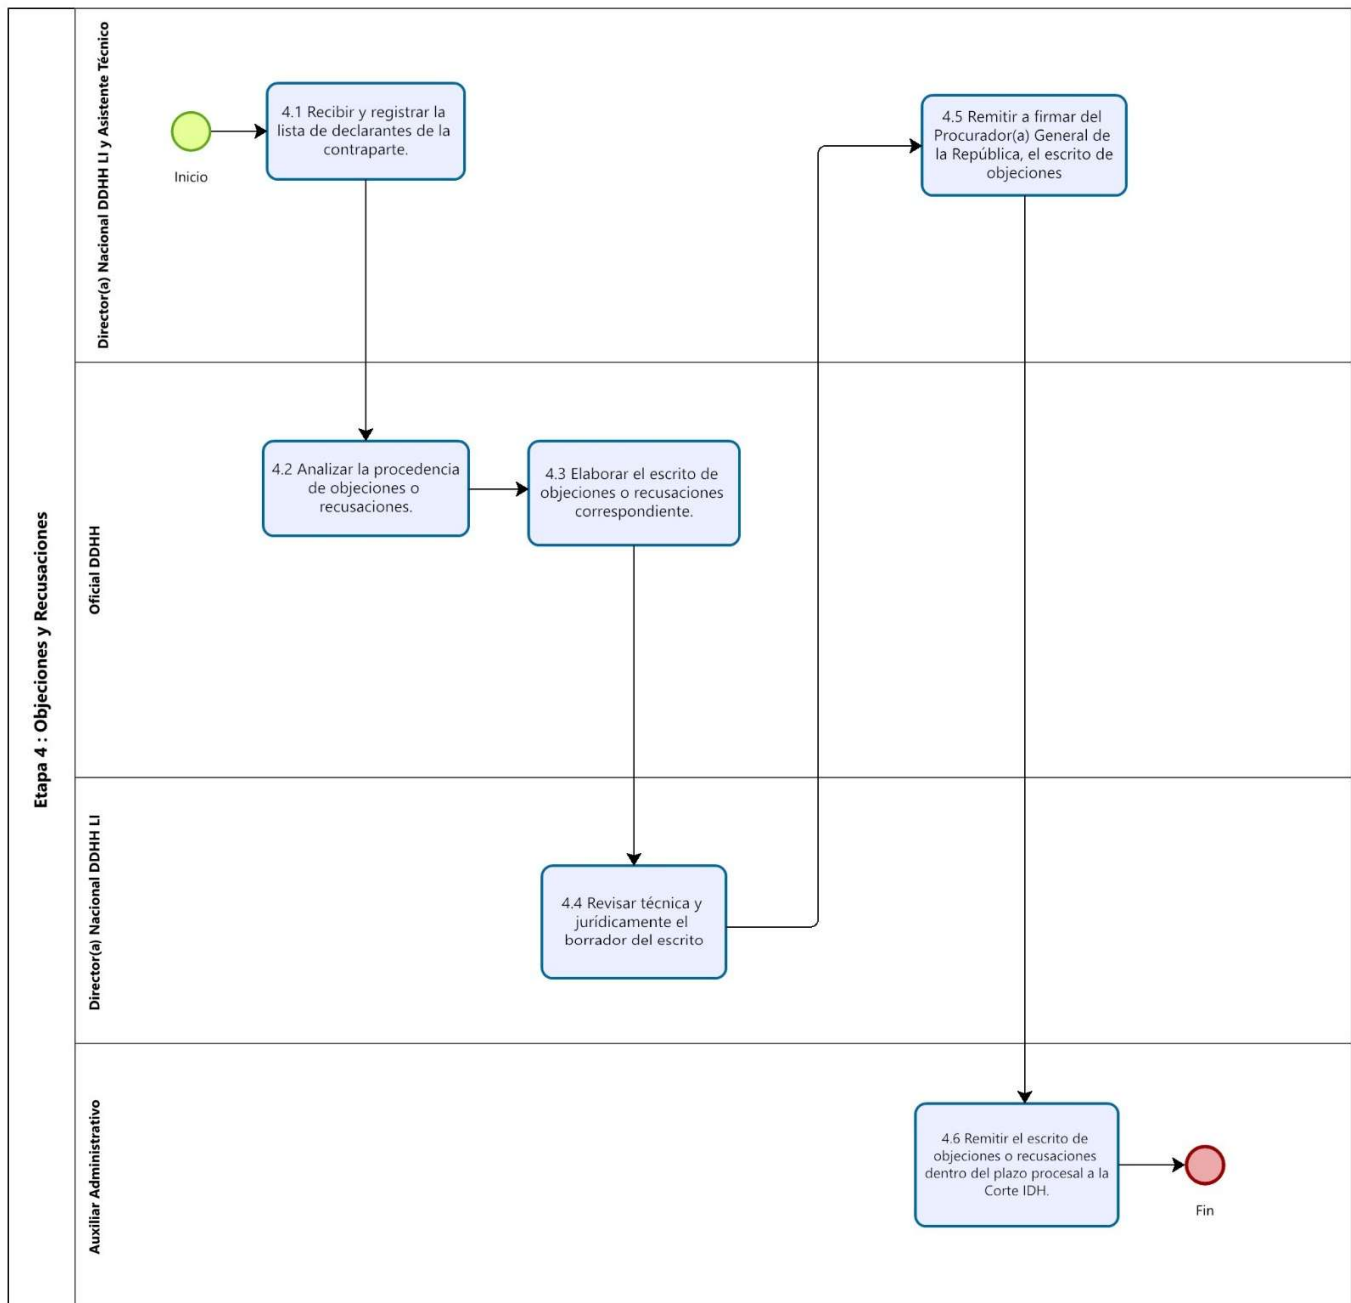 Etapa 4 : Objeciones y Recusaciones
Director(a) Nacional DDHH LI y Asistente Técnico
Inicio
4.1 Recibir y registrar la
lista de declarantes de la
contraparte.
4.5 Remitir a firmar del
Procurador(a) General de
la República, el escrito de
objeciones
Oficial DDHH
4.2 Analizar la procedencia
de objeciones o
recusaciones.
4.3 Elaborar el escrito de
objeciones o recusaciones
correspondiente.
Director(a) Nacional DDHH LI
4.4 Revisar técnica y
jurídicamente el
borrador del escrito
Auxiliar Administrativo
4.6 Remitir el escrito de
objeciones o recusaciones
dentro del plazo procesal a la
Corte IDH.
Fin